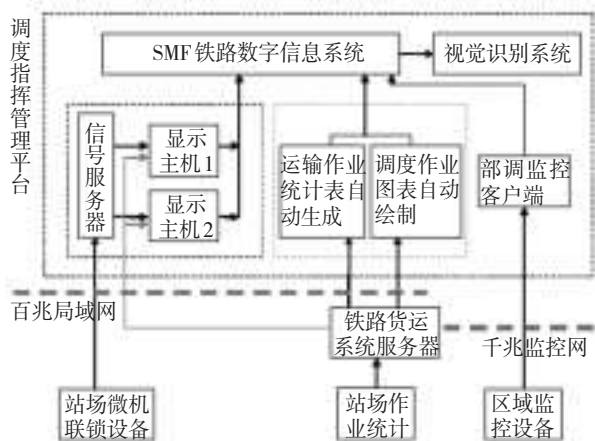 调度指挥管理平台
SMF铁路数字信息系统
视觉识别系统
信号服务器
显示
主机1
显示
主机2
运输作业
统计表自
动生成
调度作业
图表自动
绘制
部调监控
客户端
百兆局域网
铁路货运
系统服务器
千兆监控网
站场微机
联锁设备
站场作
业统计
区域监
控设备